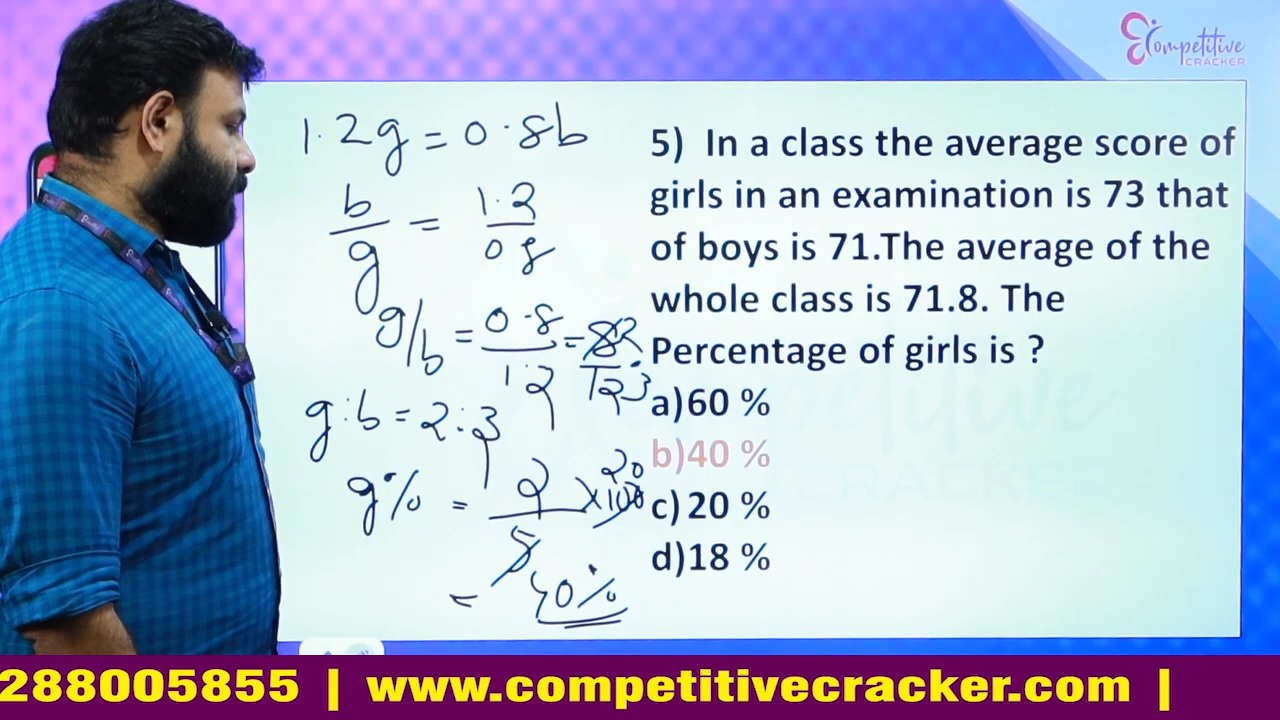 Competitive
CRACKER
1.2g = 0.8b
b/g = 1.2/0.8
g/b = 0.8/1.2 = 8 2/12 3
g:b = 2:3
g% = 2/5 x 100 20
= 40%
5) In a class the average score of
girls in an examination is 73 that
of boys is 71.The average of the
whole class is 71.8. The
Percentage of girls is ?
a)60 %
b)40 %
c) 20 %
d)18 %
288005855 | www.competitivecracker.com |